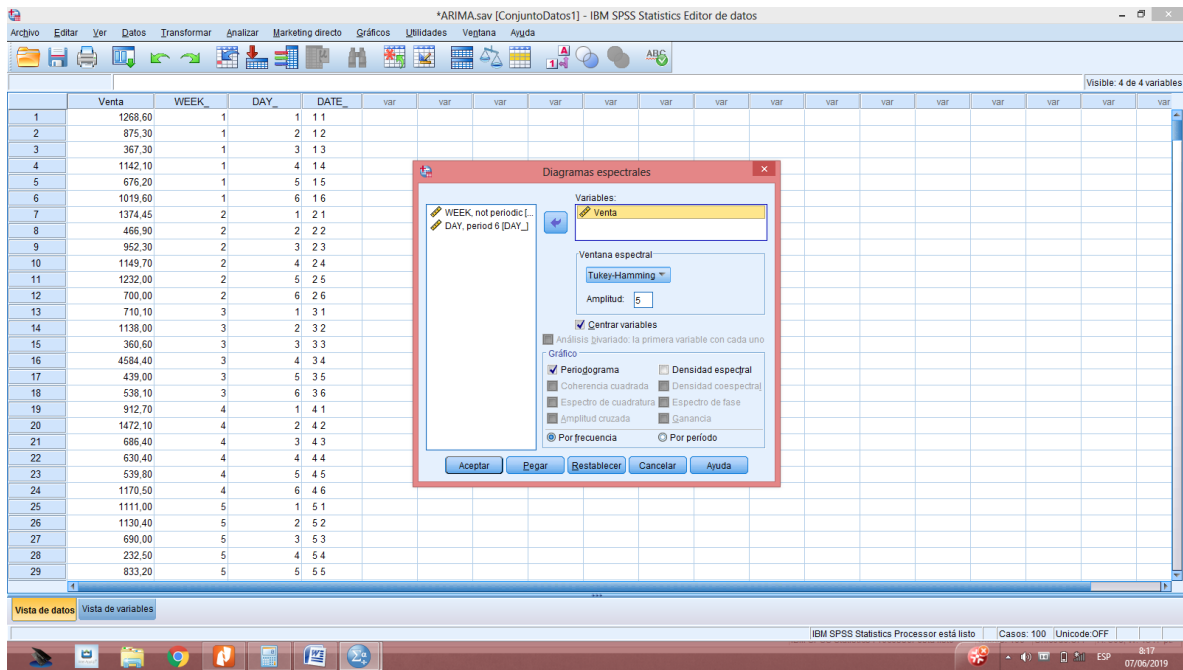 *ARIMA.sav [ConjuntoDatos1] - IBM SPSS Statistics Editor de datos
Archivo Editar Ver Datos Transformar Analizar Marketing directo Gráficos Utilidades Ventana Ayuda
Visible: 4 de 4 variables
Venta WEEK_ DAY_ DATE_ var var var var var var var var var var var var var
1 1268,60 1 1 1 1
2 875,30 1 2 1 2
3 367,30 1 3 1 3
4 1142,10 1 4 1 4
5 676,20 1 5 1 5
6 1019,60 1 6 1 6
7 1374,45 2 1 2 1
8 466,90 2 2 2 2
9 952,30 2 3 2 3
10 1149,70 2 4 2 4
11 1232,00 2 5 2 5
12 700,00 2 6 2 6
13 710,10 3 1 3 1
14 1138,00 3 2 3 2
15 360,60 3 3 3 3
16 4584,40 3 4 3 4
17 439,00 3 5 3 5
18 538,10 3 6 3 6
19 912,70 4 1 4 1
20 1472,10 4 2 4 2
21 686,40 4 3 4 3
22 630,40 4 4 4 4
23 539,80 4 5 4 5
24 1170,50 4 6 4 6
25 1111,00 5 1 5 1
26 1130,40 5 2 5 2
27 690,00 5 3 5 3
28 232,50 5 4 5 4
29 833,20 5 5 5 5
Diagramas espectrales
WEEK, not periodic [...
DAY, period 6 [DAY_]
Variables:
Venta
Ventana espectral
Tukey-Hamming
Amplitud: 5
Centrar variables
Análisis bivariado: la primera variable con cada uno
Gráfico
Periodograma Densidad espectral
Coherencia cuadrada Densidad coespectral
Espectro de cuadratura Espectro de fase
Amplitud cruzada Ganancia
Por frecuencia Por período
Aceptar Pegar Restablecer Cancelar Ayuda
Vista de datos Vista de variables
IBM SPSS Statistics Processor está listo Casos: 100 Unicode:OFF
ESP
8:17
07/06/2019